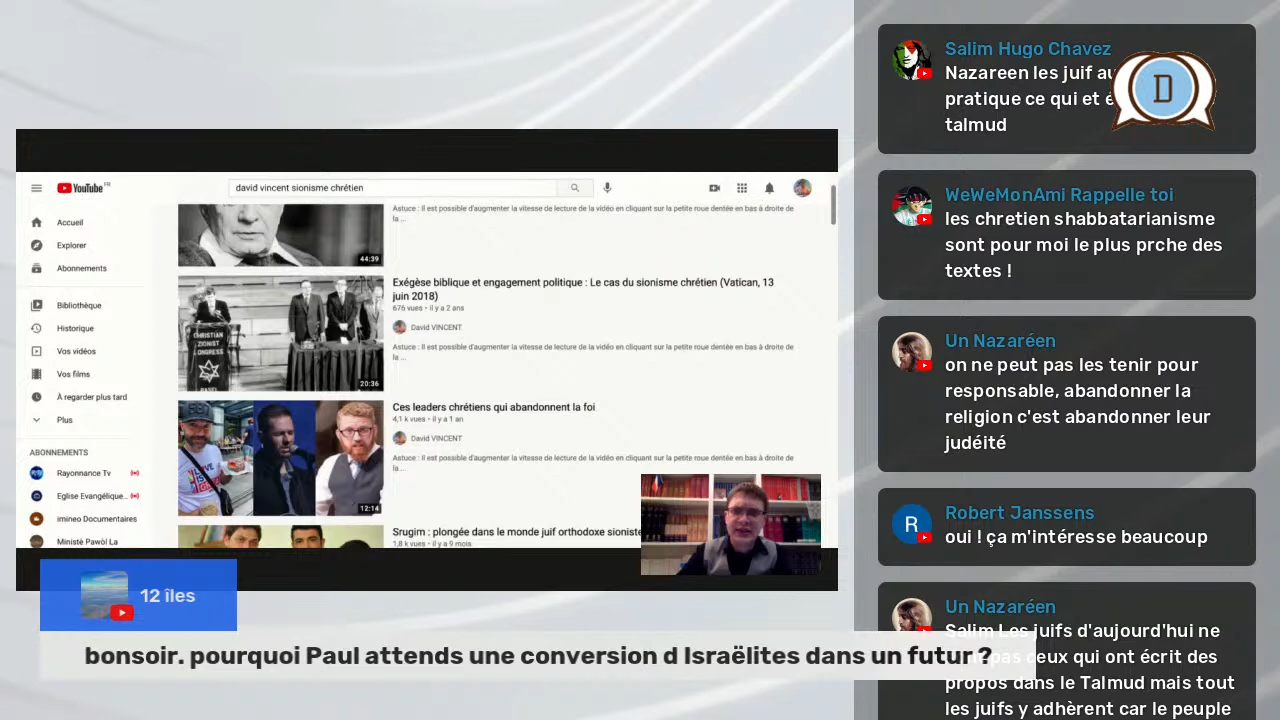 YouTube FR
david vincent sionisme chrétien
Accueil
Explorer
Abonnements
Bibliothèque
Historique
Vos vidéos
Vos films
À regarder plus tard
Plus
ABONNEMENTS
Rayonnance Tv
Eglise Evangélique...
imineo Documentaires
Ministè Pawòl La
Astuce : Il est possible d'augmenter la vitesse de lecture de la vidéo en cliquant sur la petite roue dentée en bas à droite de
la ...
44:39
Exégèse biblique et engagement politique : Le cas du sionisme chrétien (Vatican, 13
juin 2018)
676 vues • il y a 2 ans
David VINCENT
Astuce : Il est possible d'augmenter la vitesse de lecture de la vidéo en cliquant sur la petite roue dentée en bas à droite de
la ...
CHRISTIAN
ZIONIST
CONGRESS
BASEL
20:36
Ces leaders chrétiens qui abandonnent la foi
4,1 k vues • il y a 1 an
David VINCENT
Astuce : Il est possible d'augmenter la vitesse de lecture de la vidéo en cliquant sur la petite roue dentée en bas à droite de
la ...
12:14
Srugim : plongée dans le monde juif orthodoxe sioniste
1,8 k vues • il y a 9 mois
12 îles
bonsoir. pourquoi Paul attends une conversion d Israëlites dans un futur ?
D
Salim Hugo Chavez
Nazareen les juif
pratique ce qui et
talmud
WeWeMonAmi Rappelle toi
les chretien shabbatarianisme
sont pour moi le plus prche des
textes !
Un Nazaréen
on ne peut pas les tenir pour
responsable, abandonner la
religion c'est abandonner leur
judéité
R
Robert Janssens
oui ! ça m'intéresse beaucoup
Un Nazaréen
Salim Les juifs d'aujourd'hui ne
pas ceux qui ont écrit des
propos dans le Talmud mais tout
les juifs y adhèrent car le peuple